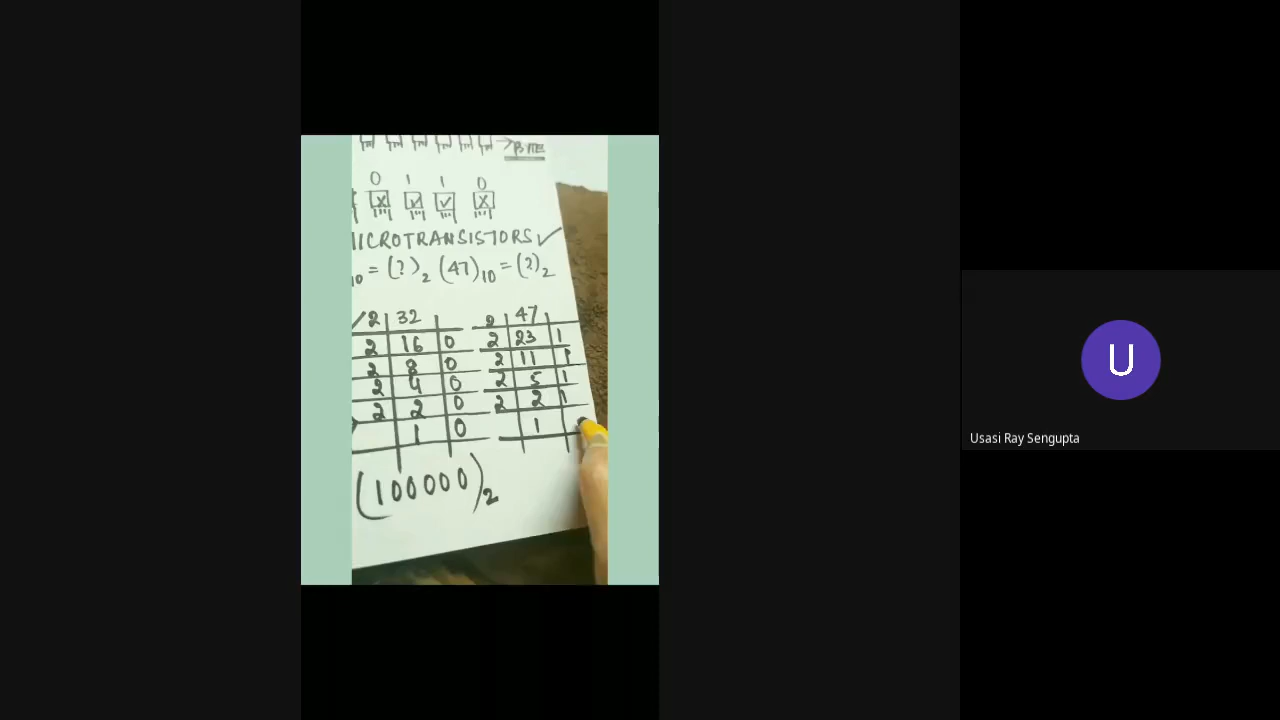 BYTE
0 1 1 0
MICROTRANSISTORS ✓
10 = (?)2 (47)10 = (?)2
2 32
2 16 0
2 8 0
2 4 0
2 2 0
1 0
(100000)2
2 47
2 23 1
2 11 1
2 5 1
2 2 1
1
U
Usasi Ray Sengupta